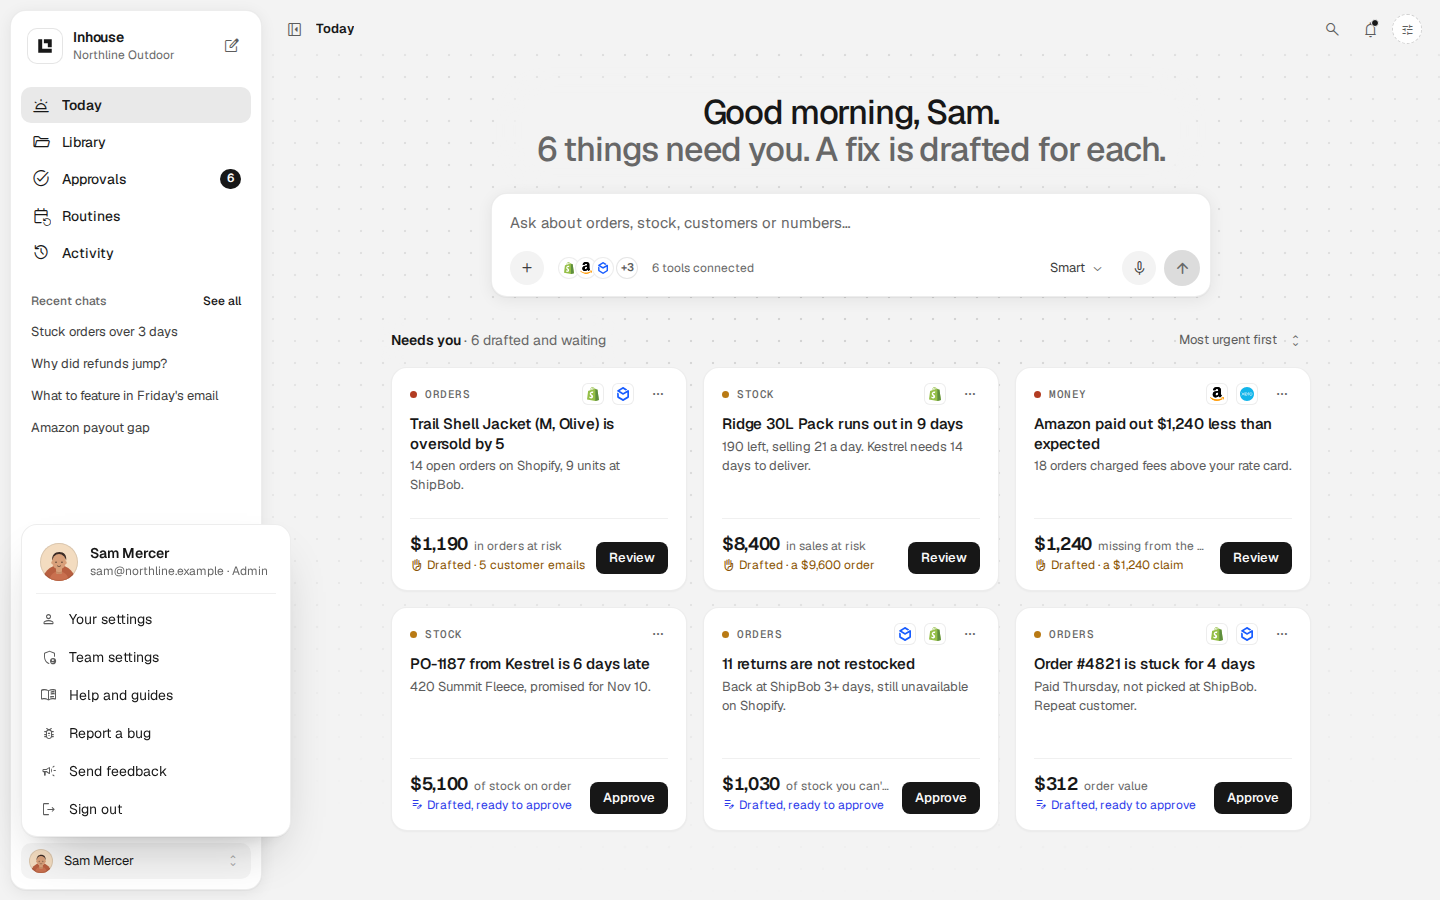 Inhouse
Northline Outdoor
Today
Library
Approvals
6
Routines
Activity
Recent chats
See all
Stuck orders over 3 days
Why did refunds jump?
What to feature in Friday's email
Amazon payout gap
Sam Mercer
sam@northline.example · Admin
Your settings
Team settings
Help and guides
Report a bug
Send feedback
Sign out
Sam Mercer
Today
Good morning, Sam.
6 things need you. A fix is drafted for each.
Ask about orders, stock, customers or numbers…
+3
6 tools connected
Smart
Needs you · 6 drafted and waiting
Most urgent first
ORDERS
Trail Shell Jacket (M, Olive) is
oversold by 5
14 open orders on Shopify, 9 units at
ShipBob.
$1,190 in orders at risk
Drafted · 5 customer emails
Review
STOCK
Ridge 30L Pack runs out in 9 days
190 left, selling 21 a day. Kestrel needs 14
days to deliver.
$8,400 in sales at risk
Drafted · a $9,600 order
Review
MONEY
Amazon paid out $1,240 less than
expected
18 orders charged fees above your rate card.
$1,240 missing from the …
Drafted · a $1,240 claim
Review
STOCK
PO-1187 from Kestrel is 6 days late
420 Summit Fleece, promised for Nov 10.
$5,100 of stock on order
Drafted, ready to approve
Approve
ORDERS
11 returns are not restocked
Back at ShipBob 3+ days, still unavailable
on Shopify.
$1,030 of stock you can'…
Drafted, ready to approve
Approve
ORDERS
Order #4821 is stuck for 4 days
Paid Thursday, not picked at ShipBob.
Repeat customer.
$312 order value
Drafted, ready to approve
Approve